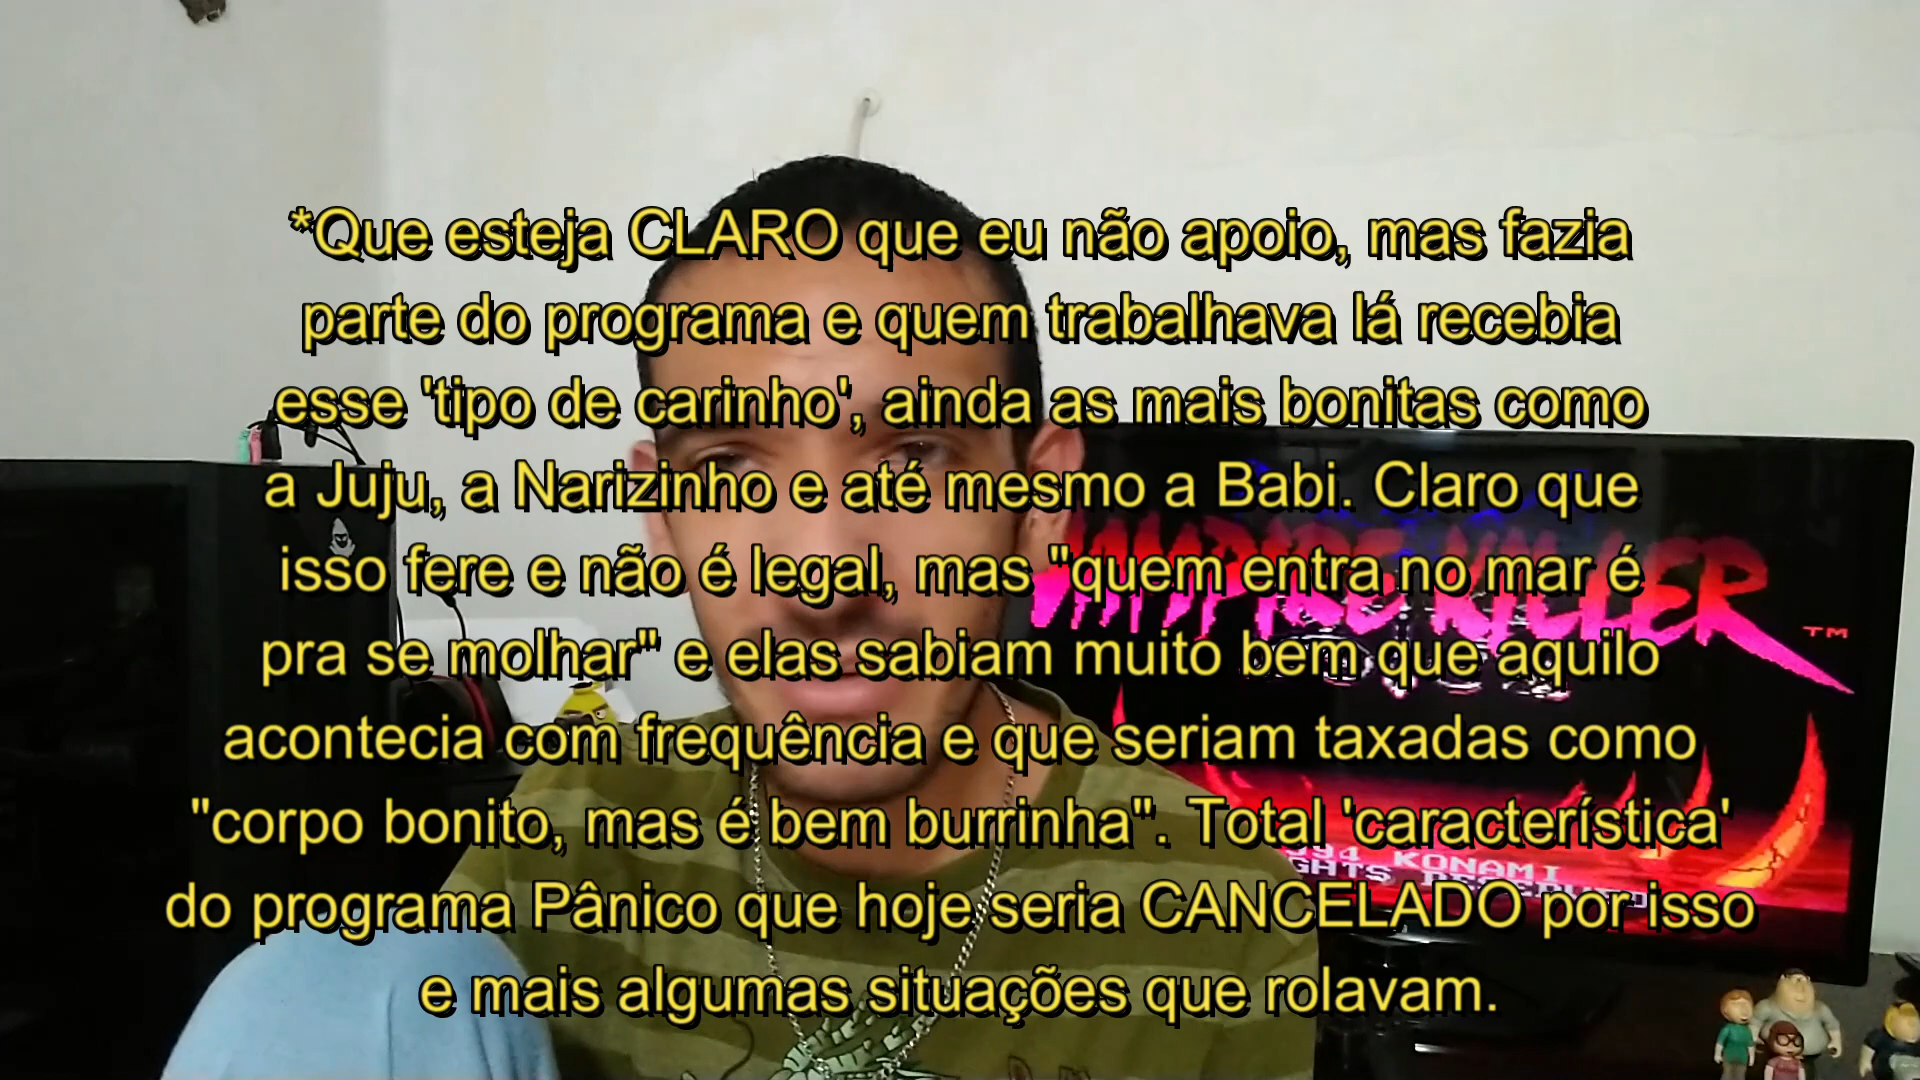 *Que esteja CLARO que eu não apoio, mas fazia
parte do programa e quem trabalhava lá recebia
esse 'tipo de carinho', ainda as mais bonitas como
a Juju, a Narizinho e até mesmo a Babi. Claro que
isso fere e não é legal, mas "quem entra no mar é
pra se molhar" e elas sabiam muito bem que aquilo
acontecia com frequência e que seriam taxadas como
"corpo bonito, mas é bem burrinha". Total 'característica'
do programa Pânico que hoje seria CANCELADO por isso
e mais algumas situações que rolavam.
VAMPIRE KILLER
TM
KONAMI